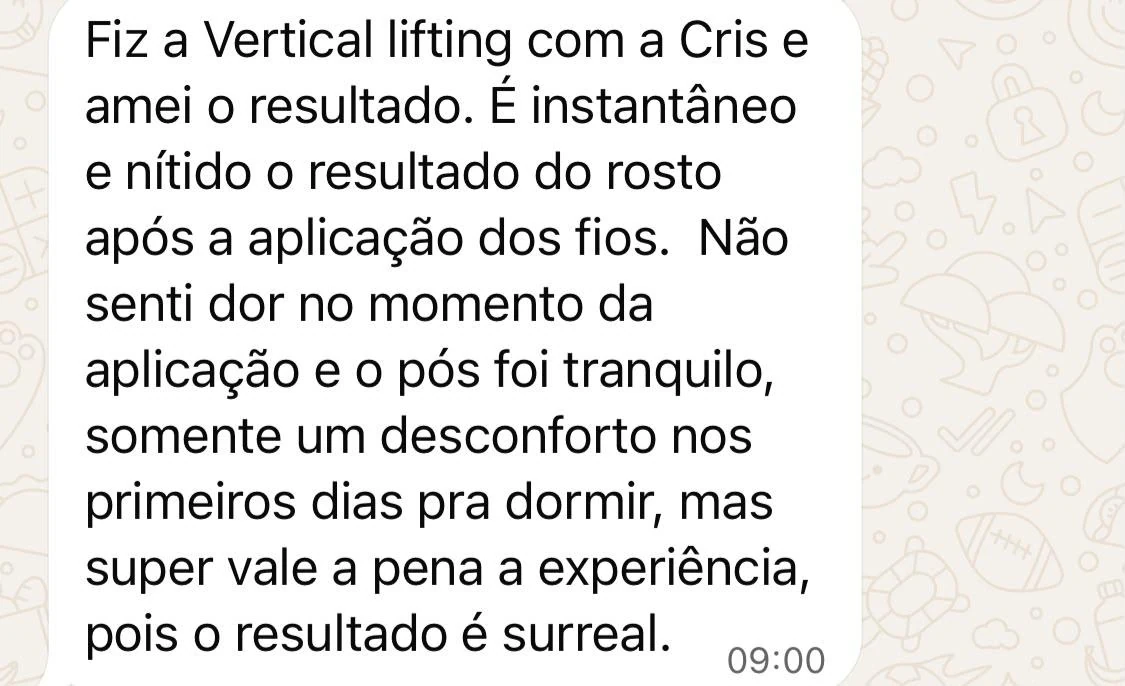 Fiz a Vertical lifting com a Cris e
amei o resultado. É instantâneo
e nítido o resultado do rosto
após a aplicação dos fios.  Não
senti dor no momento da
aplicação e o pós foi tranquilo,
somente um desconforto nos
primeiros dias pra dormir, mas
super vale a pena a experiência,
pois o resultado é surreal.
09:00